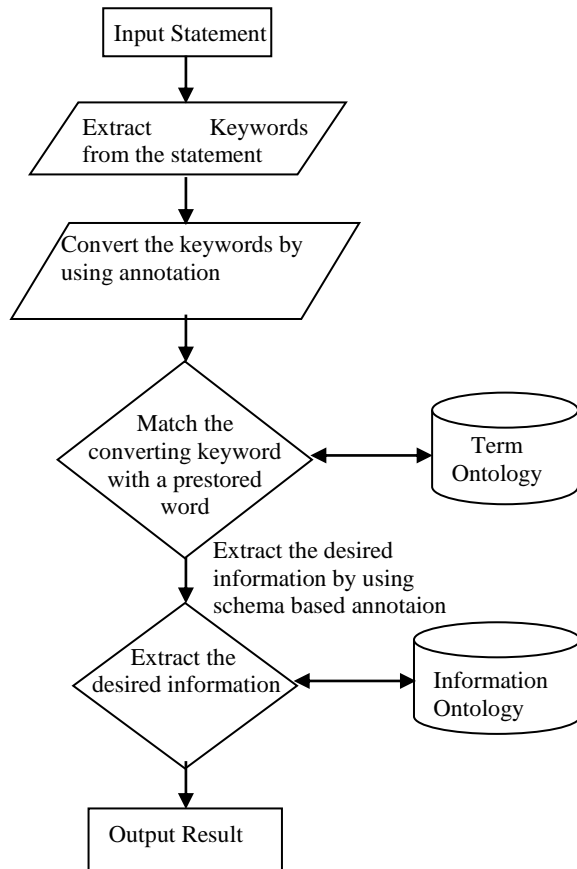 Input Statement
Extract Keywords
from the statement
Convert the keywords by
using annotation
Match the
converting keyword
with a prestored
word
Term
Ontology
Extract the desired
information by using
schema based annotaion
Extract the
desired information
Information
Ontology
Output Result